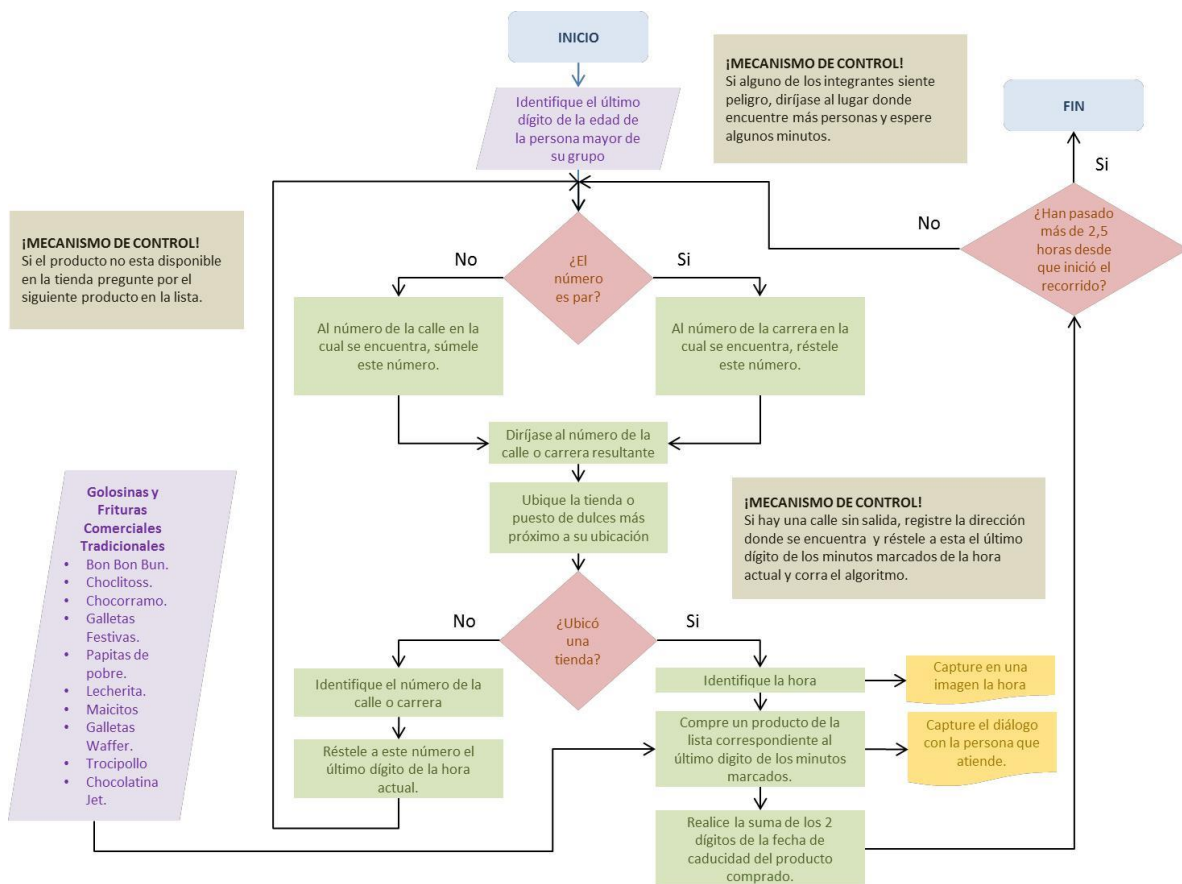 INICIO
Identifique el último
dígito de la edad de
la persona mayor de
su grupo
¡MECANISMO DE CONTROL!
Si alguno de los integrantes siente
peligro, diríjase al lugar donde
encuentre más personas y espere
algunos minutos.
FIN
Si
¿Han pasado
más de 2,5
horas desde
que inició el
recorrido?
No
¡MECANISMO DE CONTROL!
Si el producto no esta disponible
en la tienda pregunte por el
siguiente producto en la lista.
No
¿El
número
es par?
Si
Al número de la calle en la
cual se encuentra, súmele
este número.
Al número de la carrera en la
cual se encuentra, réstele
este número.
Diríjase al número de la
calle o carrera resultante
Ubique la tienda o
puesto de dulces más
próximo a su ubicación
¡MECANISMO DE CONTROL!
Si hay una calle sin salida, registre la dirección
donde se encuentra y réstele a esta el último
dígito de los minutos marcados de la hora
actual y corra el algoritmo.
Golosinas y
Frituras
Comerciales
Tradicionales
• Bon Bon Bun.
• Choclitoss.
• Chocorramo.
• Galletas
Festivas.
• Papitas de
pobre.
• Lecherita.
• Maicitos
• Galletas
Waffer.
• Trocipollo
• Chocolatina
Jet.
No
¿Ubicó
una
tienda?
Si
Identifique el número de la
calle o carrera
Réstele a este número el
último dígito de la hora
actual.
Identifique la hora
Capture en una
imagen la hora
Compre un producto de la
lista correspondiente al
último digito de los minutos
marcados.
Capture el diálogo
con la persona que
atiende.
Realice la suma de los 2
dígitos de la fecha de
caducidad del producto
comprado.